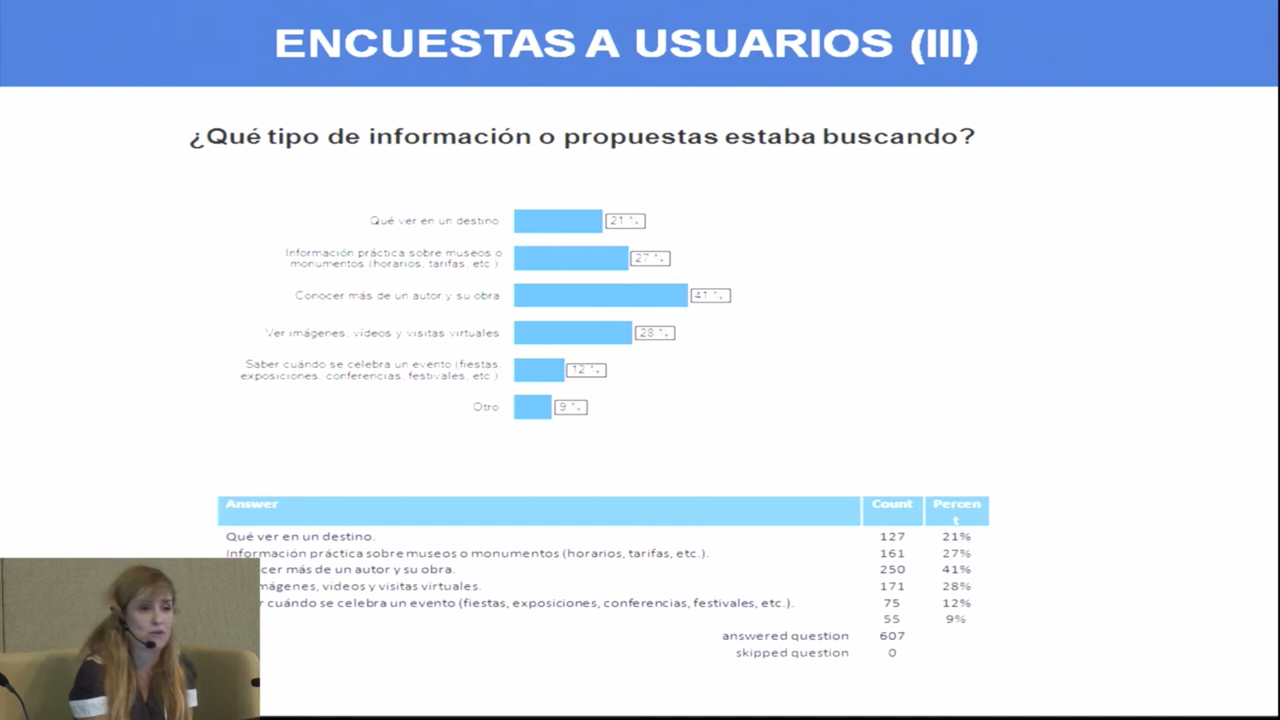 ENCUESTAS A USUARIOS (III)
¿Qué tipo de información o propuestas estaba buscando?
Qué ver en un destino 21 %
Información práctica sobre museos o
monumentos (horarios, tarifas, etc.) 27 %
Conocer más de un autor y su obra 41 %
Ver imágenes, vídeos y visitas virtuales 28 %
Saber cuándo se celebra un evento (fiestas,
exposiciones, conferencias, festivales, etc.) 12 %
Otro 9 %
Answer Count Percen
t
Qué ver en un destino. 127 21%
Información práctica sobre museos o monumentos (horarios, tarifas, etc.). 161 27%
cer más de un autor y su obra. 250 41%
mágenes, videos y visitas virtuales. 171 28%
r cuándo se celebra un evento (fiestas, exposiciones, conferencias, festivales, etc.). 75 12%
55 9%
answered question 607
skipped question 0